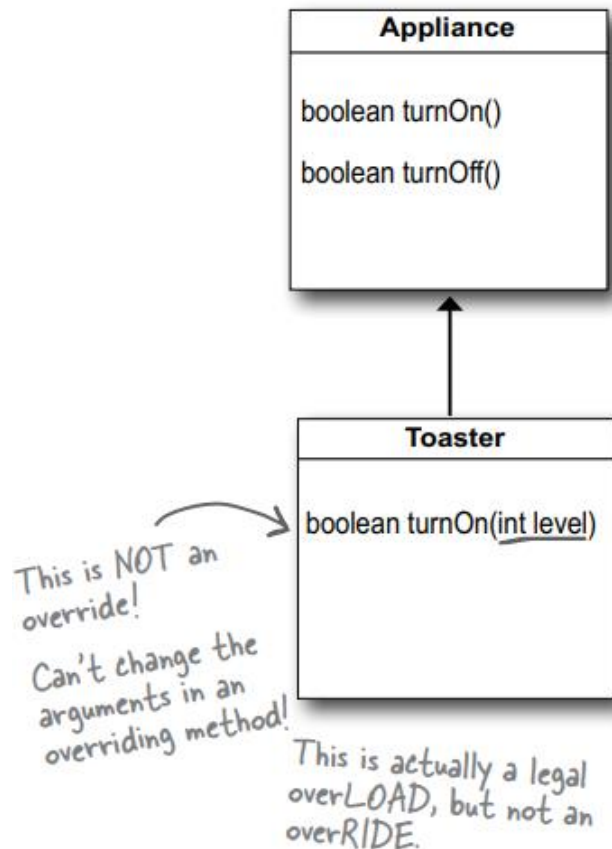 Appliance
boolean turnOn()
boolean turnOff()
Toaster
boolean turnOn(int level)
This is NOT an
override!
Can't change the
arguments in an
overriding method!
This is actually a legal
overLOAD, but not an
overRIDE.